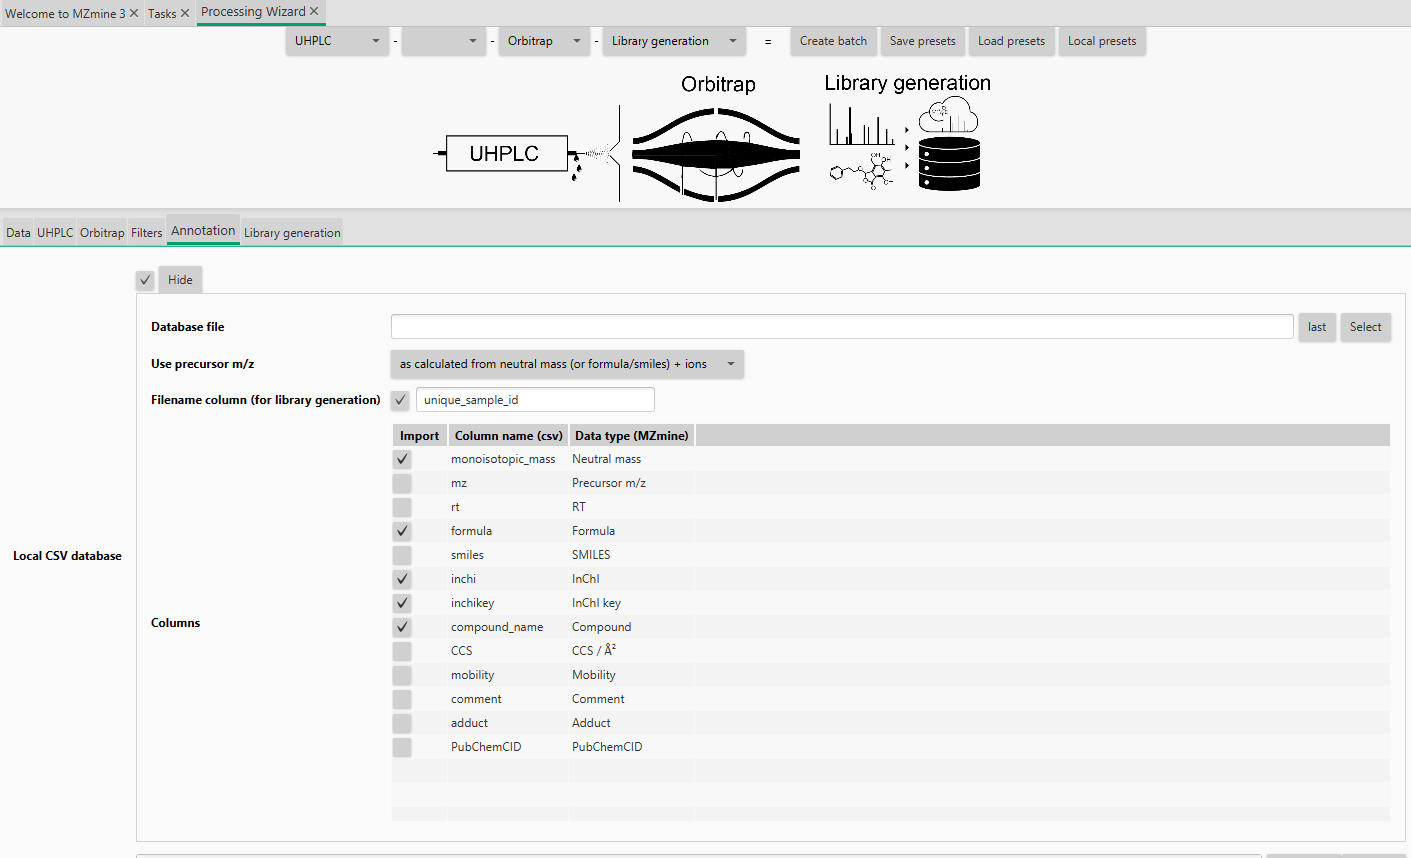 Welcome to MZmine 3 Tasks Processing Wizard
UHPLC - - Orbitrap - Library generation = Create batch Save presets Load presets Local presets
Orbitrap Library generation
UHPLC
Data UHPLC Orbitrap Filters Annotation Library generation
Hide
Database file last Select
Use precursor m/z as calculated from neutral mass (or formula/smiles) + ions
Filename column (for library generation) unique_sample_id
Import Column name (csv) Data type (MZmine)
monoisotopic_mass Neutral mass
mz Precursor m/z
rt RT
formula Formula
smiles SMILES
Local CSV database
inchi InChI
inchikey InChI key
Columns
compound_name Compound
CCS CCS / Å²
mobility Mobility
comment Comment
adduct Adduct
PubChemCID PubChemCID